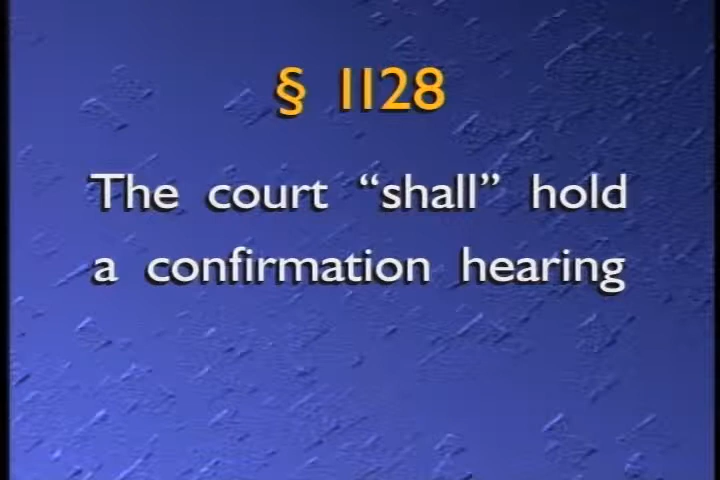 § 1128
The court “shall” hold
a confirmation hearing